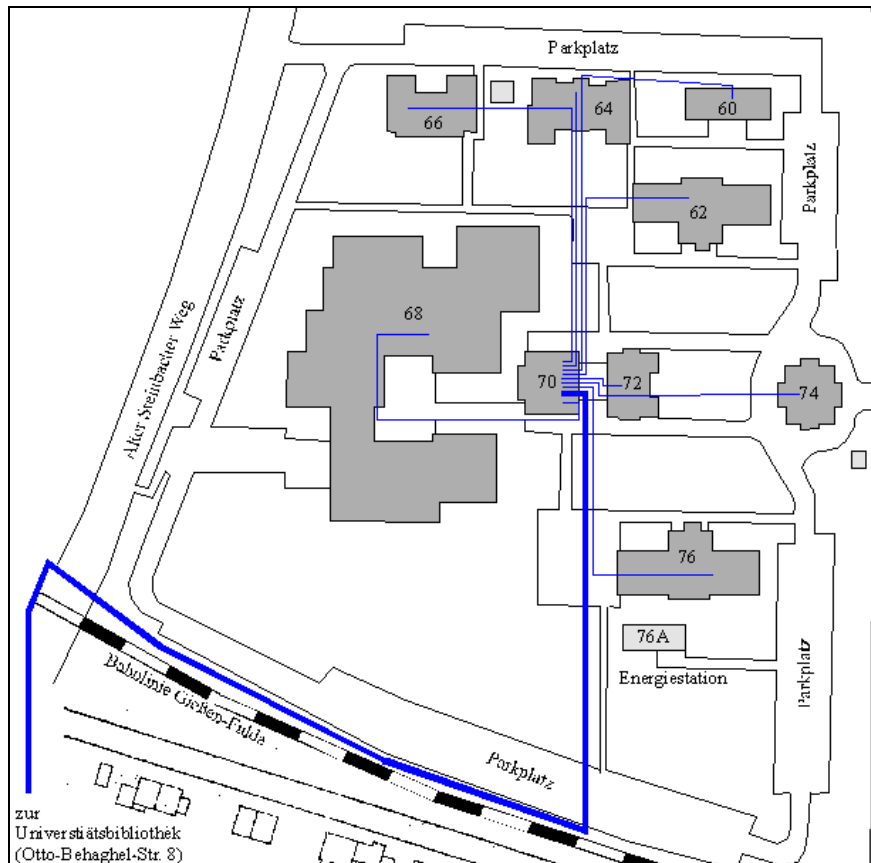 Parkplatz
66
64
60
Parkplatz
62
Alter Steinbacher Weg
Parkplatz
68
70
72
74
76
76A
Energiestation
Parkplatz
Bahnlinie Gießen-Fulda
Parkplatz
zur
Universtiätsbibliothek
(Otto-Behaghel-Str. 8)